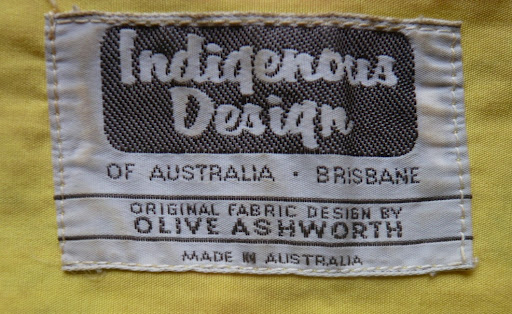 Indigenous
Design
OF AUSTRALIA · BRISBANE
ORIGINAL FABRIC DESIGN BY
OLIVE ASHWORTH
MADE IN AUSTRALIA